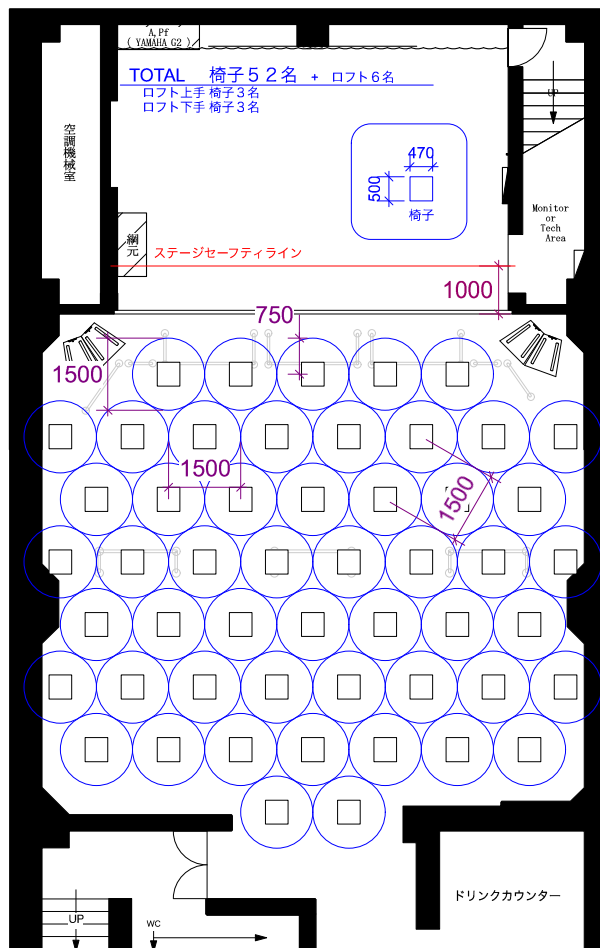 A,Pf
( YAMAHA G2 )
TOTAL 椅子52名 + ロフト6名
ロフト上手 椅子3名
ロフト下手 椅子3名
空調機械室
470
500
椅子
UP
Monitor
or
Tech
Area
綱元
ステージセーフティライン
1000
750
1500
1500
1500
ドリンクカウンター
UP
WC